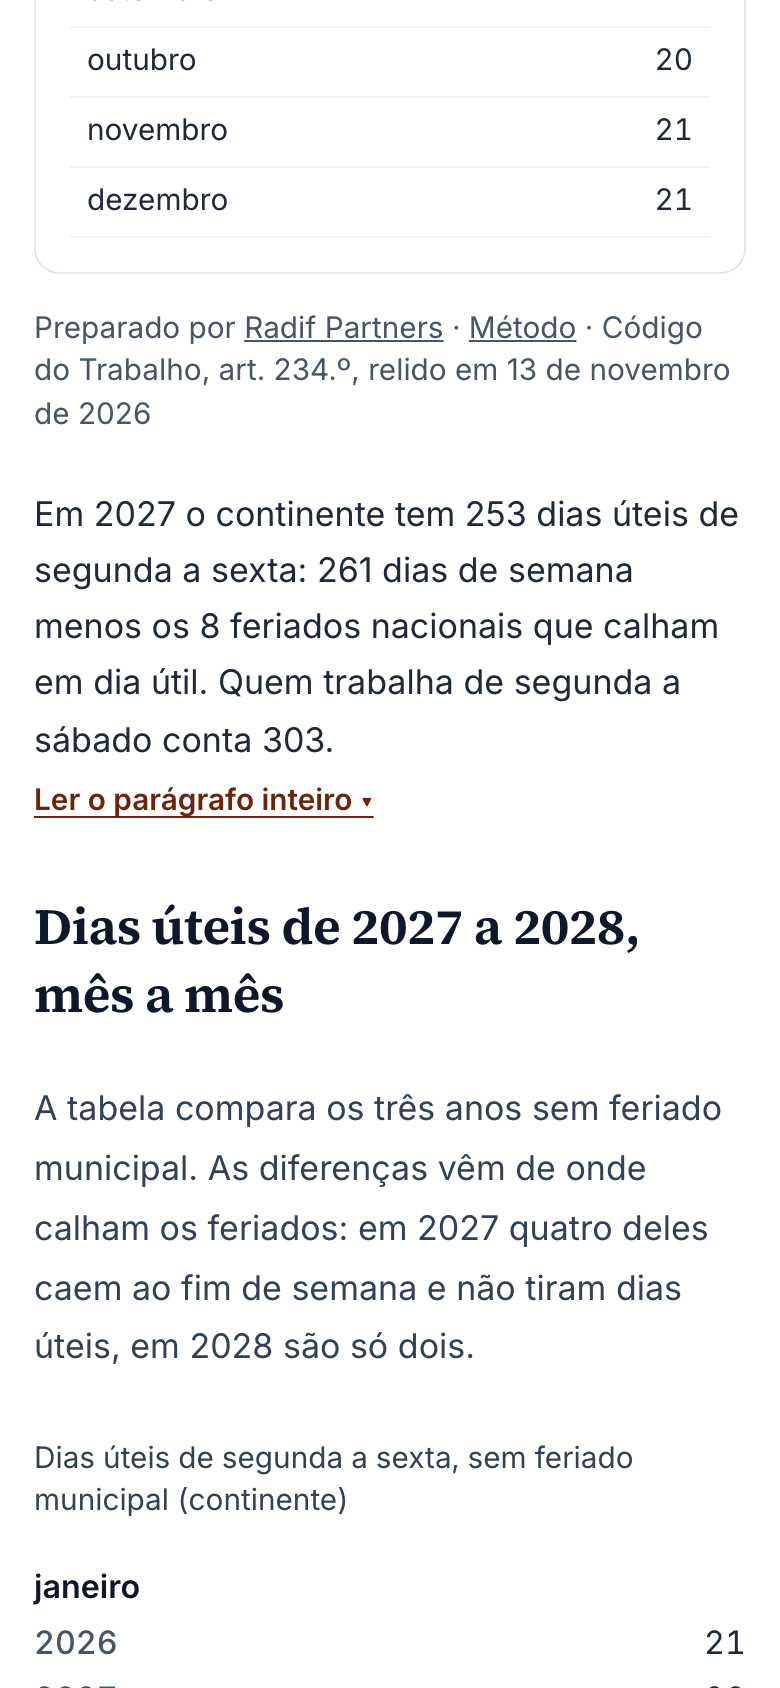 outubro 20
novembro 21
dezembro 21
Preparado por Radif Partners · Método · Código
do Trabalho, art. 234.º, relido em 13 de novembro
de 2026
Em 2027 o continente tem 253 dias úteis de
segunda a sexta: 261 dias de semana
menos os 8 feriados nacionais que calham
em dia útil. Quem trabalha de segunda a
sábado conta 303.
Ler o parágrafo inteiro ▾
Dias úteis de 2027 a 2028,
mês a mês
A tabela compara os três anos sem feriado
municipal. As diferenças vêm de onde
calham os feriados: em 2027 quatro deles
caem ao fim de semana e não tiram dias
úteis, em 2028 são só dois.
Dias úteis de segunda a sexta, sem feriado
municipal (continente)
janeiro
2026 21